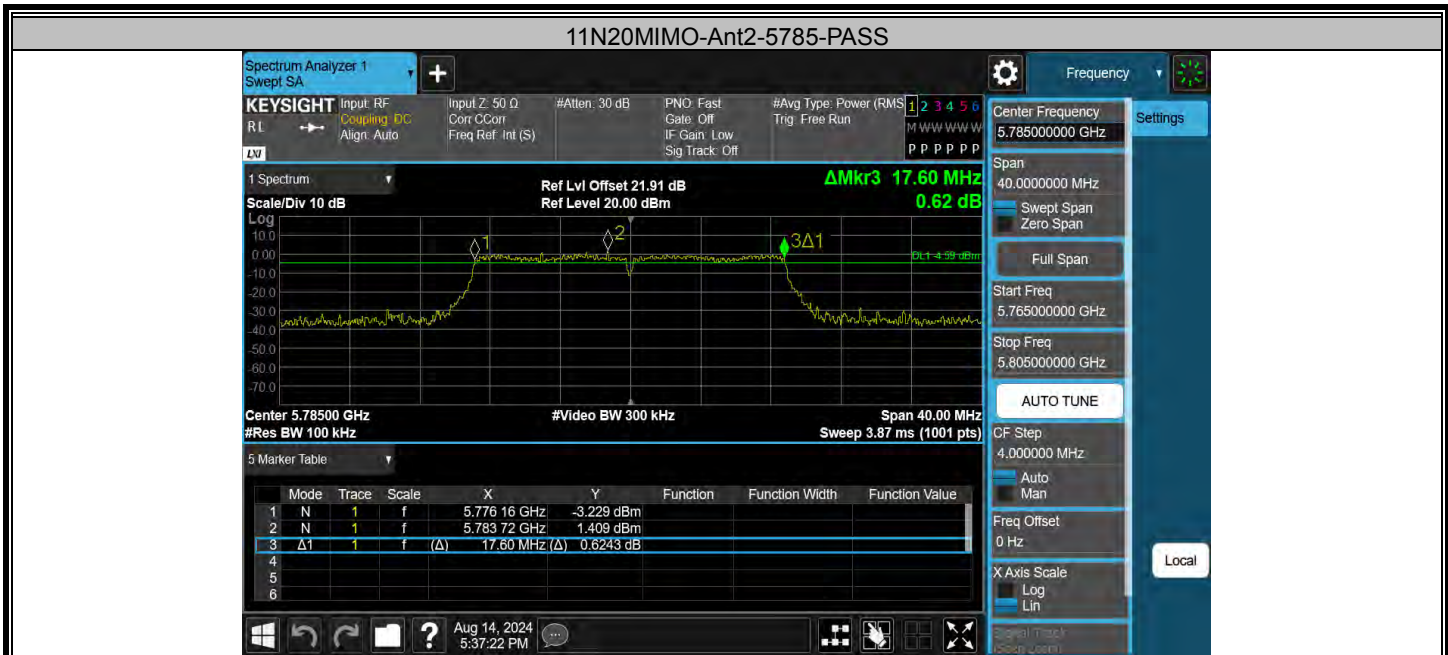 11N20MIMO-Ant2-5785-PASS
Spectrum Analyzer 1
Swept SA
+
Frequency
KEYSIGHT
RL
LXI
Input: RF
Coupling: DC
Align: Auto
Input Z: 50 Ω
Corr CCorr
Freq Ref: Int (S)
#Atten: 30 dB
PNO: Fast
Gate: Off
IF Gain: Low
Sig Track: Off
#Avg Type: Power (RMS
Trig: Free Run
1 2 3 4 5 6
M W W W W W
P P P P P P
1 Spectrum
Scale/Div 10 dB
Ref Lvl Offset 21.91 dB
Ref Level 20.00 dBm
ΔMkr3 17.60 MHz
0.62 dB
Log
10.0
0.00
-10.0
-20.0
-30.0
-40.0
-50.0
-60.0
-70.0
1
2
3Δ1
DL1 -4.59 dBm
Center 5.78500 GHz
#Video BW 300 kHz
Span 40.00 MHz
#Res BW 100 kHz
Sweep 3.87 ms (1001 pts)
5 Marker Table
Mode Trace Scale X Y Function Function Width Function Value
1 N 1 f 5.776 16 GHz -3.229 dBm
2 N 1 f 5.783 72 GHz 1.409 dBm
3 Δ1 1 f (Δ) 17.60 MHz (Δ) 0.6243 dB
4
5
6
Aug 14, 2024
5:37:22 PM
?
Center Frequency
5.785000000 GHz
Span
40.0000000 MHz
Swept Span
Zero Span
Full Span
Start Freq
5.765000000 GHz
Stop Freq
5.805000000 GHz
AUTO TUNE
CF Step
4.000000 MHz
Auto
Man
Freq Offset
0 Hz
X Axis Scale
Log
Lin
Settings
Local